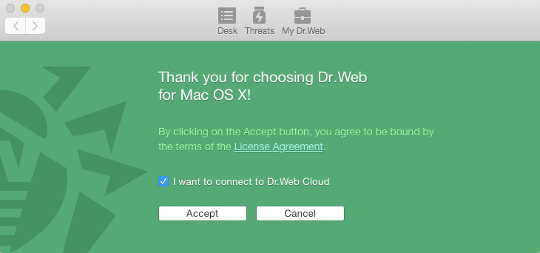 Desk Threats My Dr.Web
Thank you for choosing Dr.Web
for Mac OS X!
By clicking on the Accept button, you agree to be bound by
the terms of the License Agreement.
I want to connect to Dr.Web Cloud
Accept Cancel